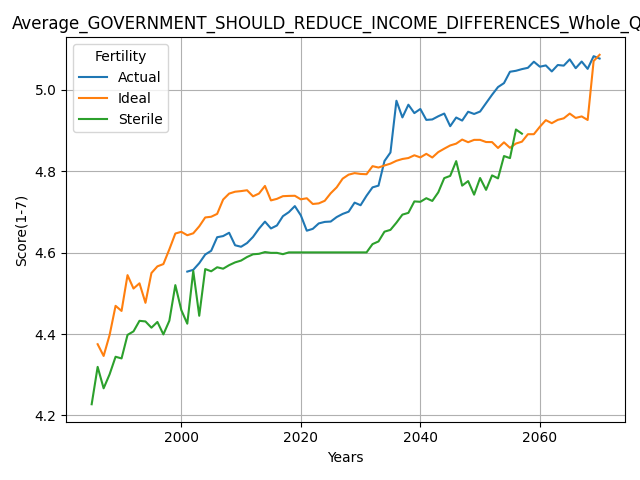 Average_GOVERNMENT_SHOULD_REDUCE_INCOME_DIFFERENCES_Whole_Q
Fertility
Actual
Ideal
Sterile
Score(1-7)
5.0
4.8
4.6
4.4
4.2
2000
2020
2040
2060
Years